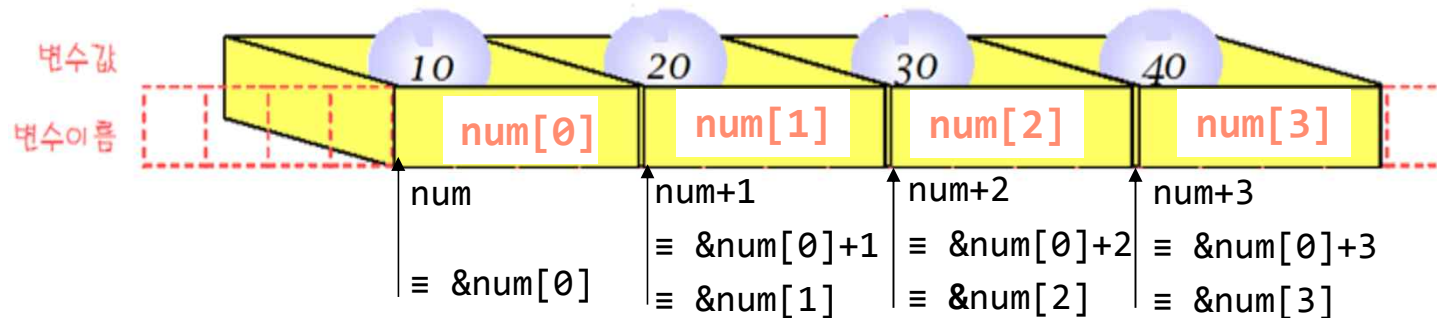 변수값
10 20 30 40
변수이름
num[0] num[1] num[2] num[3]
num num+1 num+2 num+3
≡ &num[0]+1 ≡ &num[0]+2 ≡ &num[0]+3
≡ &num[0] ≡ &num[1] ≡ &num[2] ≡ &num[3]